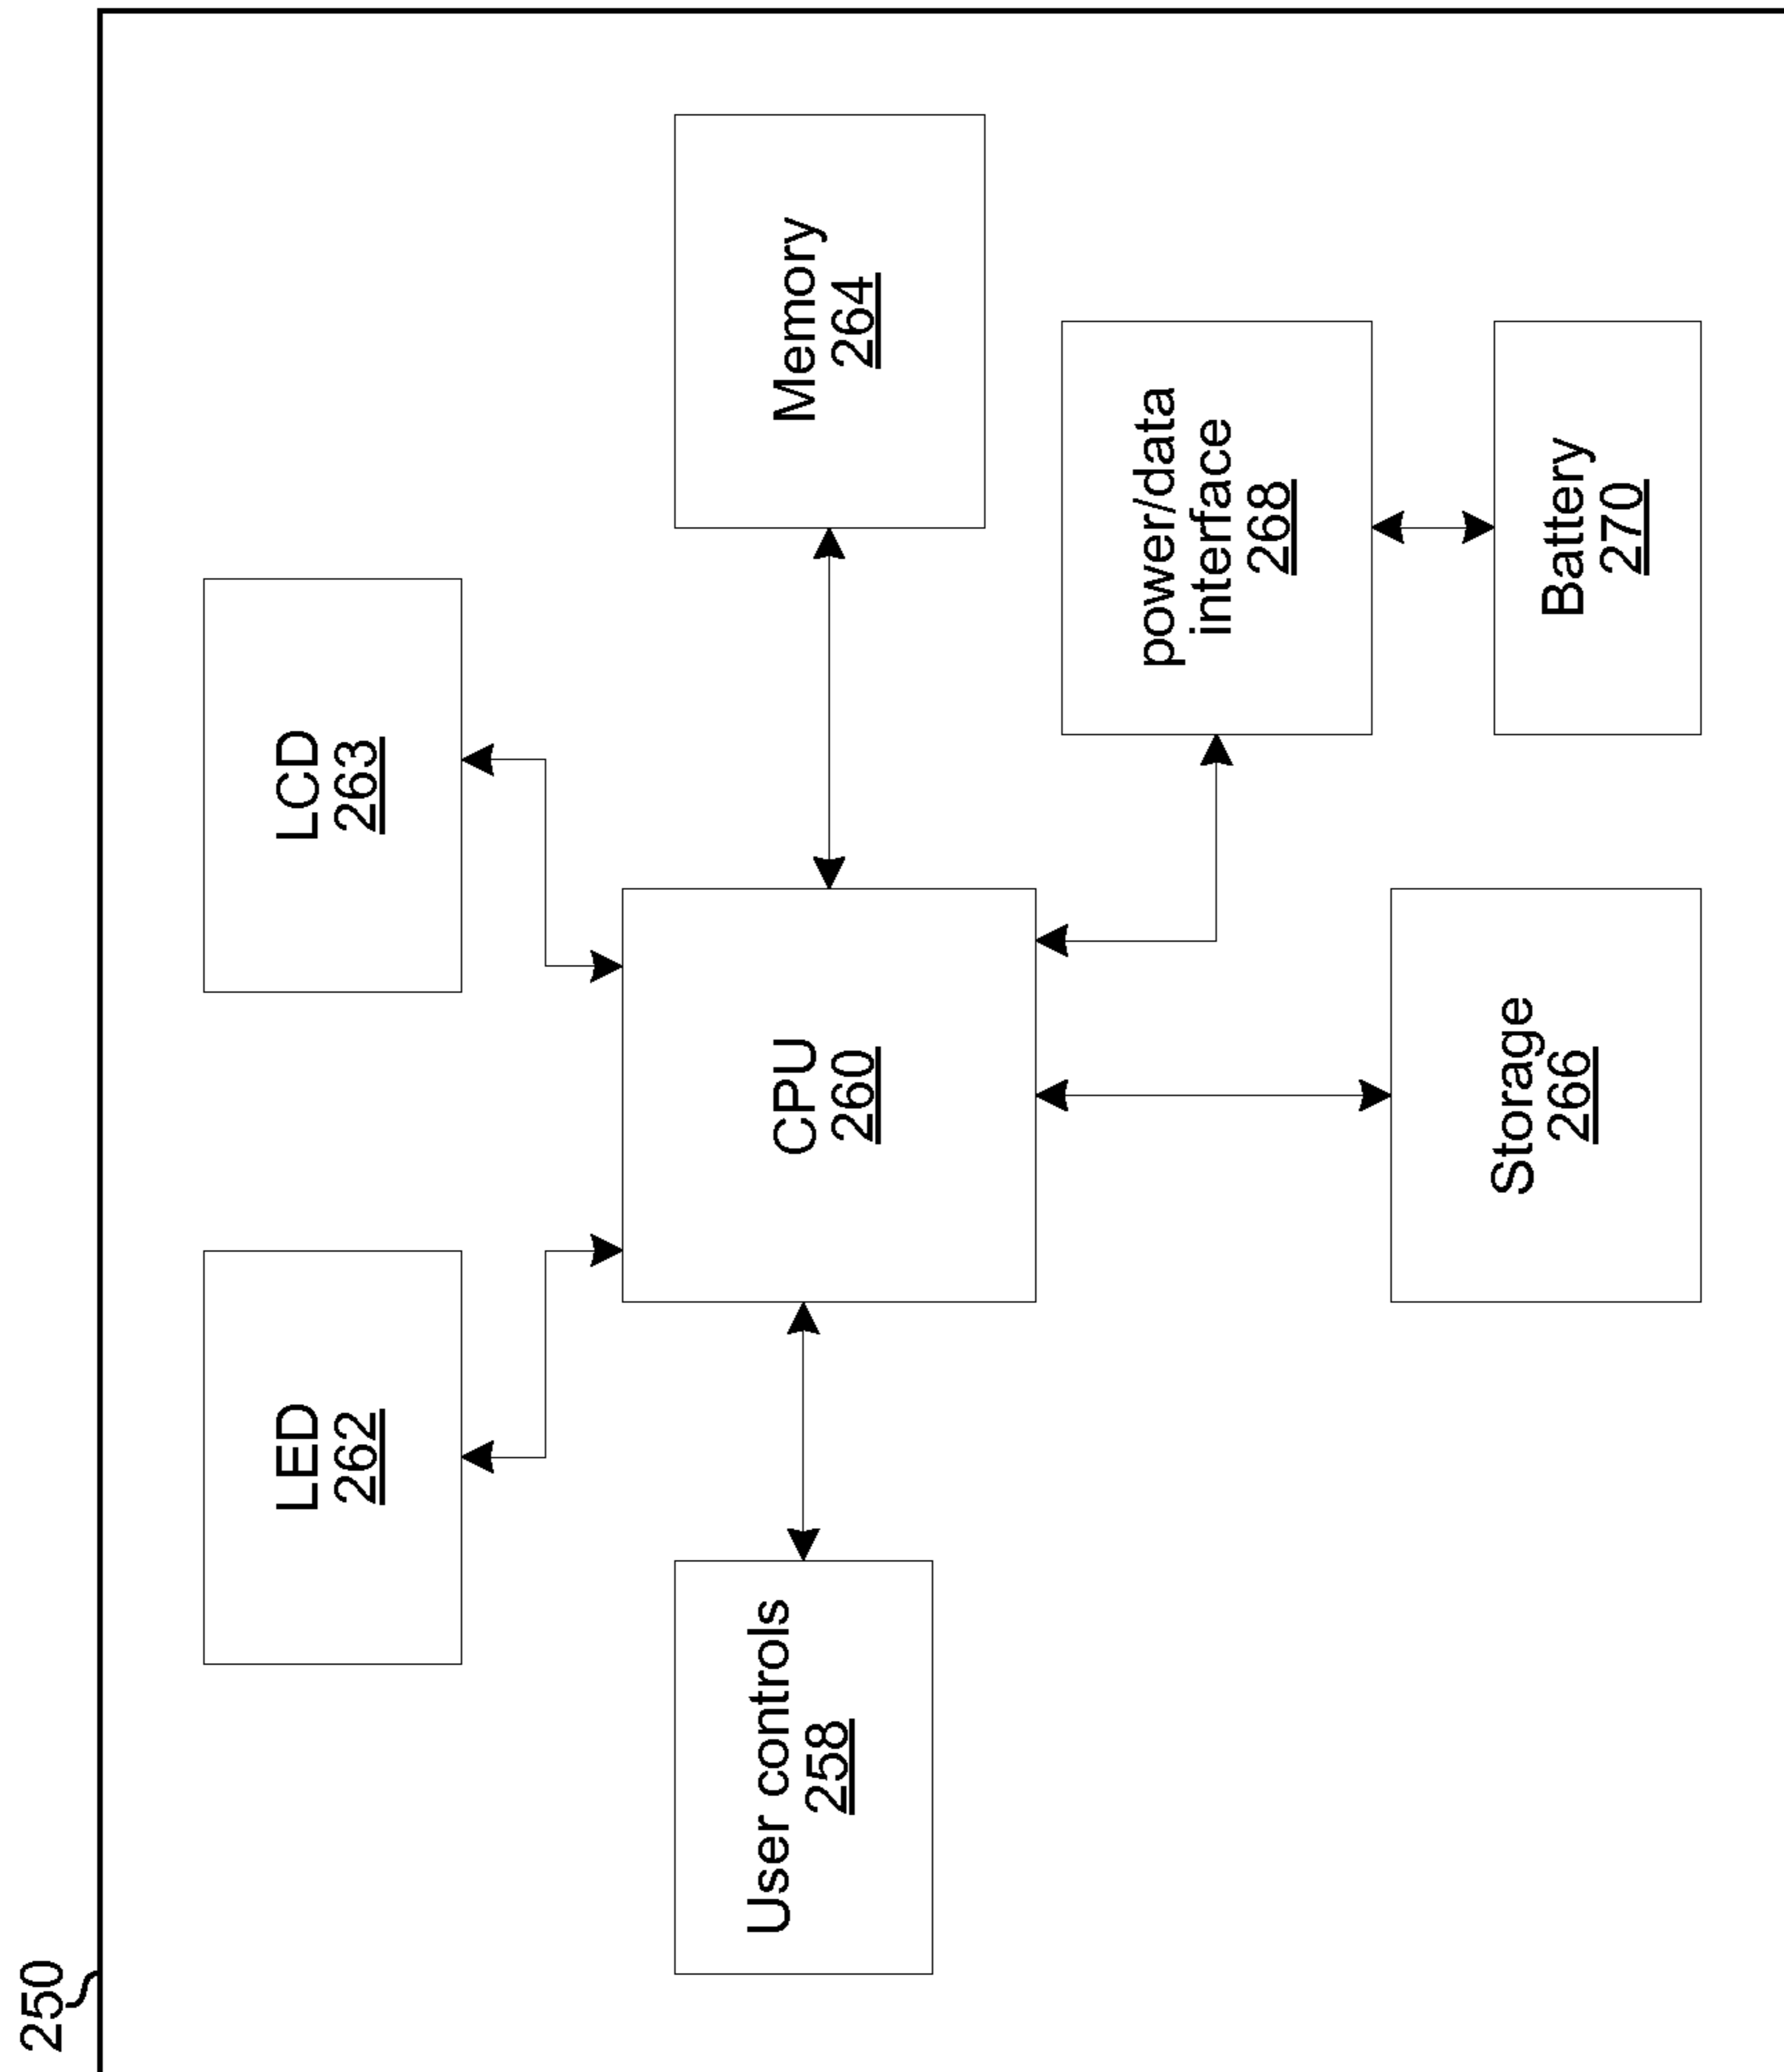 250
LED
262
LCD
263
User controls
258
CPU
260
Memory
264
power/data
interface
268
Storage
266
Battery
270